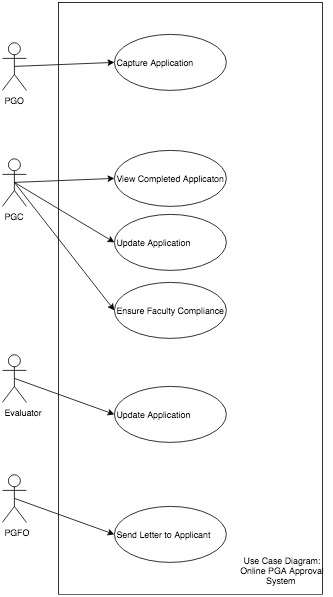 Capture Application
PGO
View Completed Applicaton
PGC
Update Application
Ensure Faculty Compliance
Evaluator
Update Application
PGFO
Send Letter to Applicant
Use Case Diagram:
Online PGA Approval
System